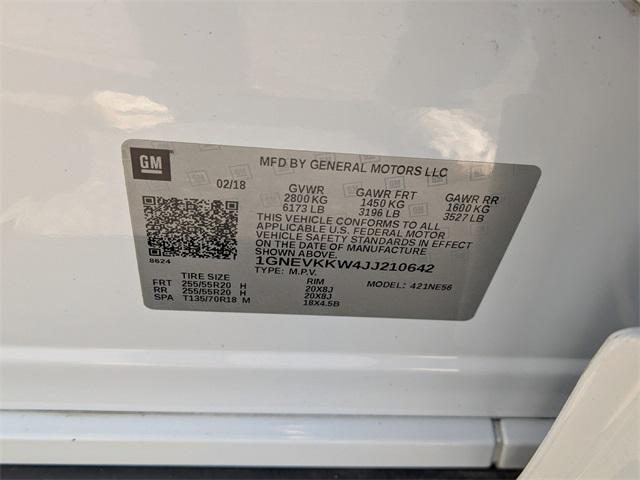 GM
MFD BY GENERAL MOTORS LLC
02/18 GVWR GAWR FRT GAWR RR
2800 KG 1450 KG 1600 KG
6173 LB 3196 LB 3527 LB
THIS VEHICLE CONFORMS TO ALL
APPLICABLE U.S. FEDERAL MOTOR
VEHICLE SAFETY STANDARDS IN EFFECT
ON THE DATE OF MANUFACTURE
SHOWN ABOVE.
8624
1GNEVKKW4JJ210642
TYPE: M.P.V. MODEL: 421NE56
TIRE SIZE RIM
FRT 255/55R20 H 20X8J
RR 255/55R20 H 20X8J
SPA T135/70R18 M 18X4.5B